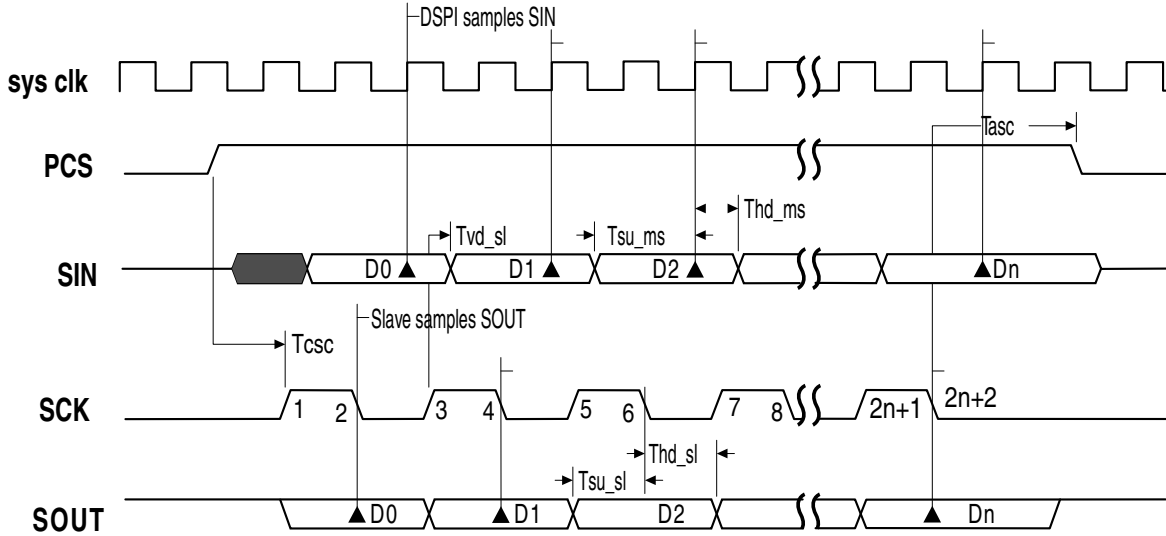 DSPI samples SIN
sys clk
Tasc
PCS
Thd_ms
Tvd_sl
Tsu_ms
SIN
D0
D1
D2
Dn
Slave samples SOUT
Tcsc
SCK
1
2
3
4
5
6
7
8
2n+1
2n+2
Thd_sl
Tsu_sl
SOUT
D0
D1
D2
Dn